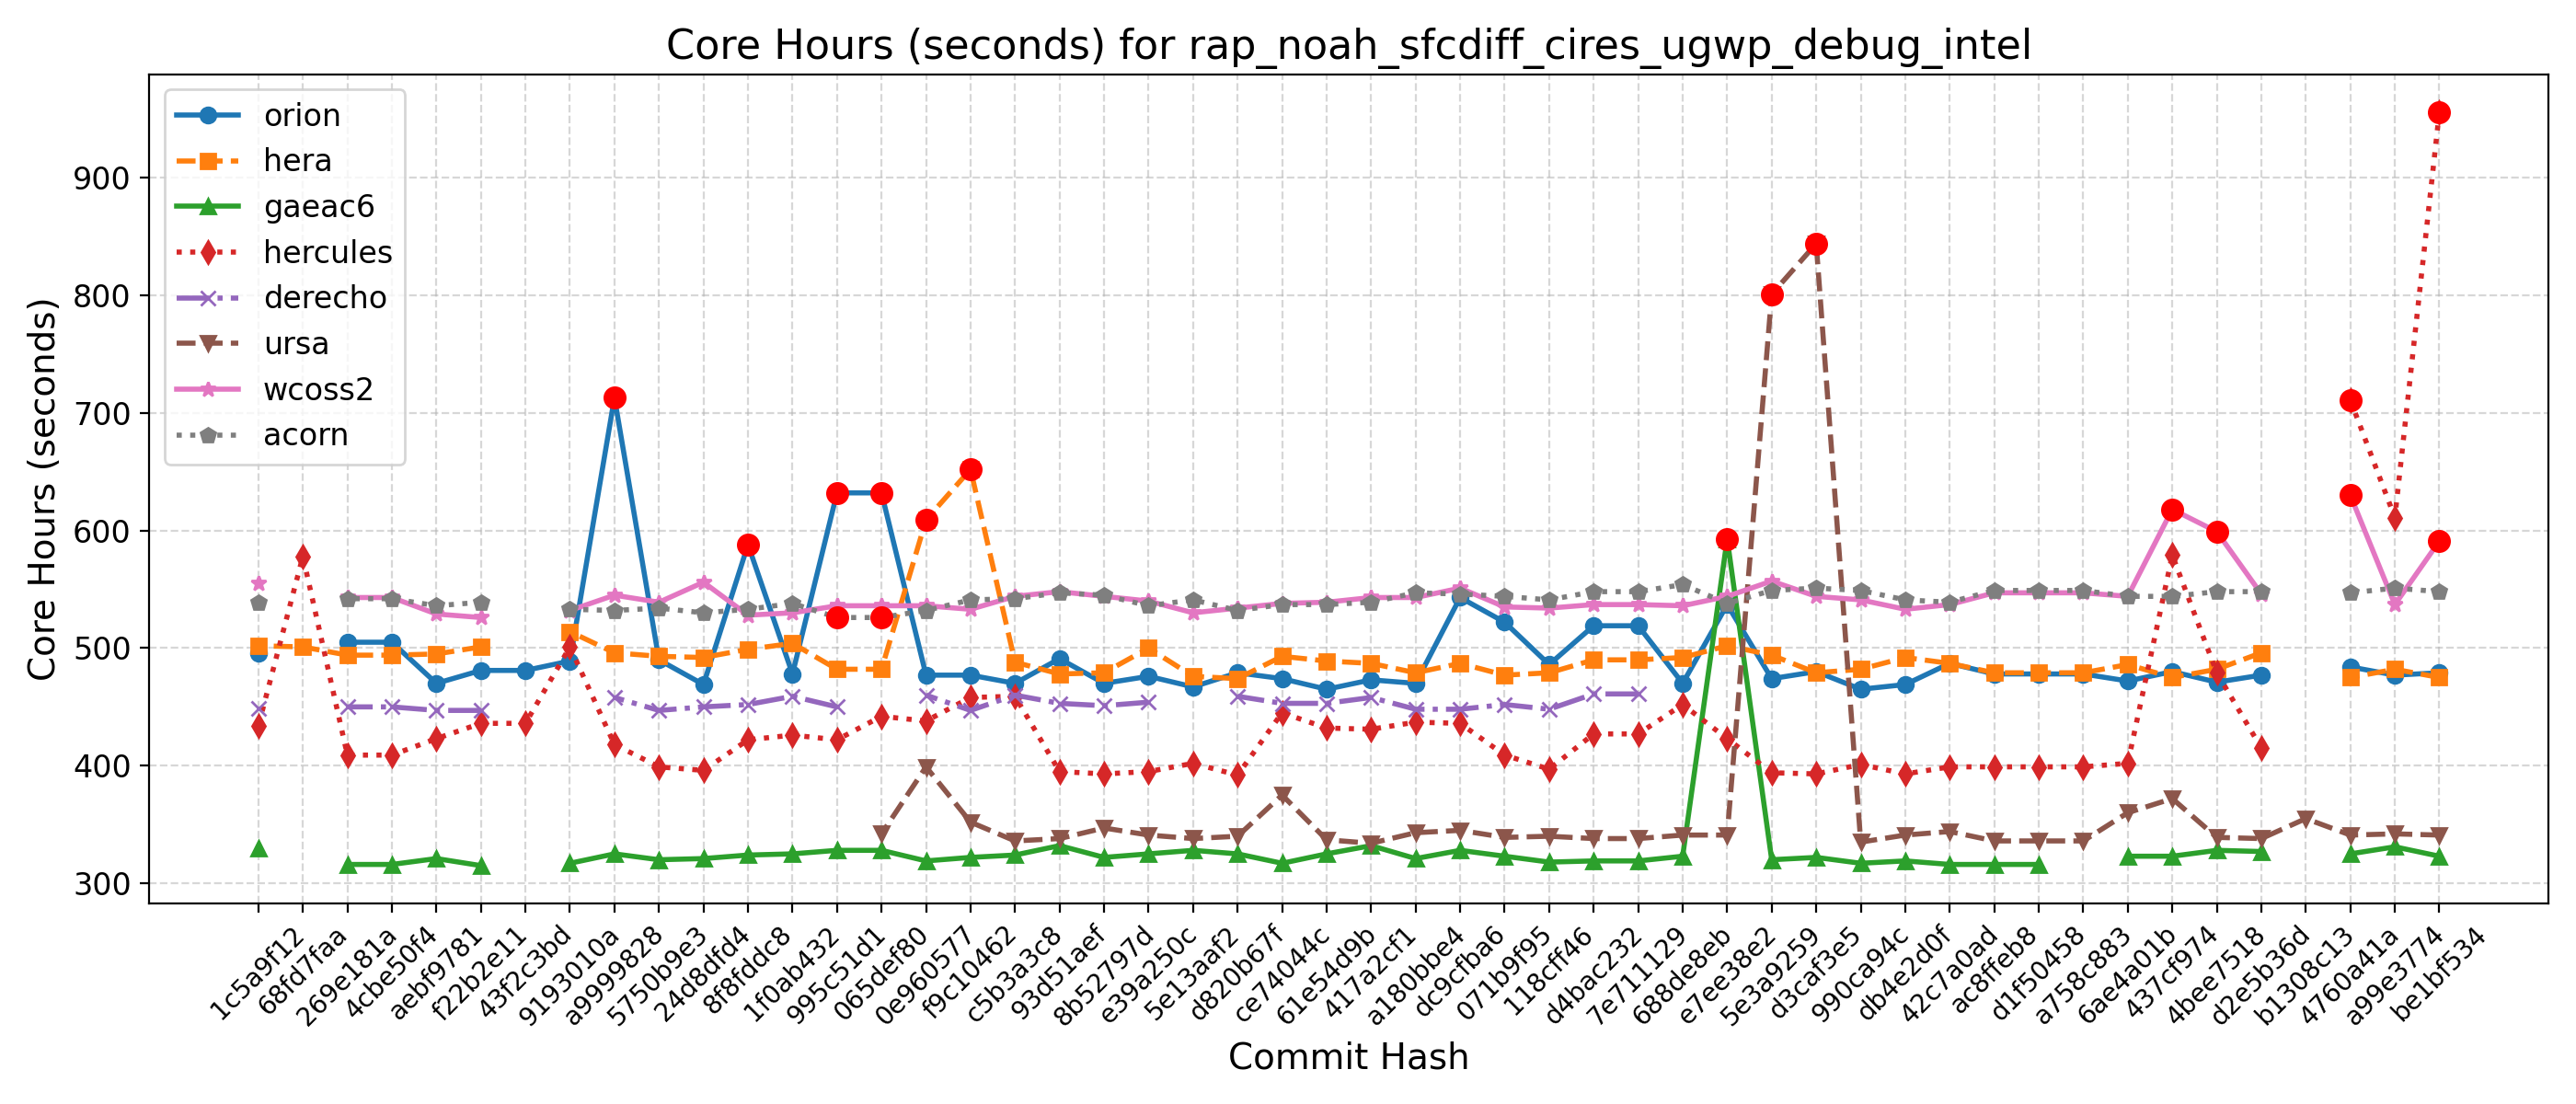 Core Hours (seconds) for rap_noah_sfcdiff_cires_ugwp_debug_intel
Core Hours (seconds)
900
800
700
600
500
400
300
orion
hera
gaeac6
hercules
derecho
ursa
wcoss2
acorn
1c5a9f12
68fd7faa
269e181a
4cbe50f4
aebf9781
f22b2e11
43f2c3bd
9193010a
a9999828
5750b9e3
24d8dfd4
8f8fddc8
1f0ab432
995c51d1
065def80
0e960577
f9c10462
c5b3a3c8
93d51aef
8b52797d
e39a250c
5e13aaf2
d820b67f
ce74044c
61e54d9b
417a2cf1
a180bbe4
dc9cfba6
071b9f95
118cff46
d4bac232
7e711129
688de8eb
e7ee38e2
5e3a9259
d3caf3e5
990ca94c
db4e2d0f
42c7a0ad
ac8ffeb8
d1f50458
a758c883
6ae4a01b
437cf974
4bee7518
d2e5b36d
b1308c13
4760a41a
a99e3774
be1bf534
Commit Hash